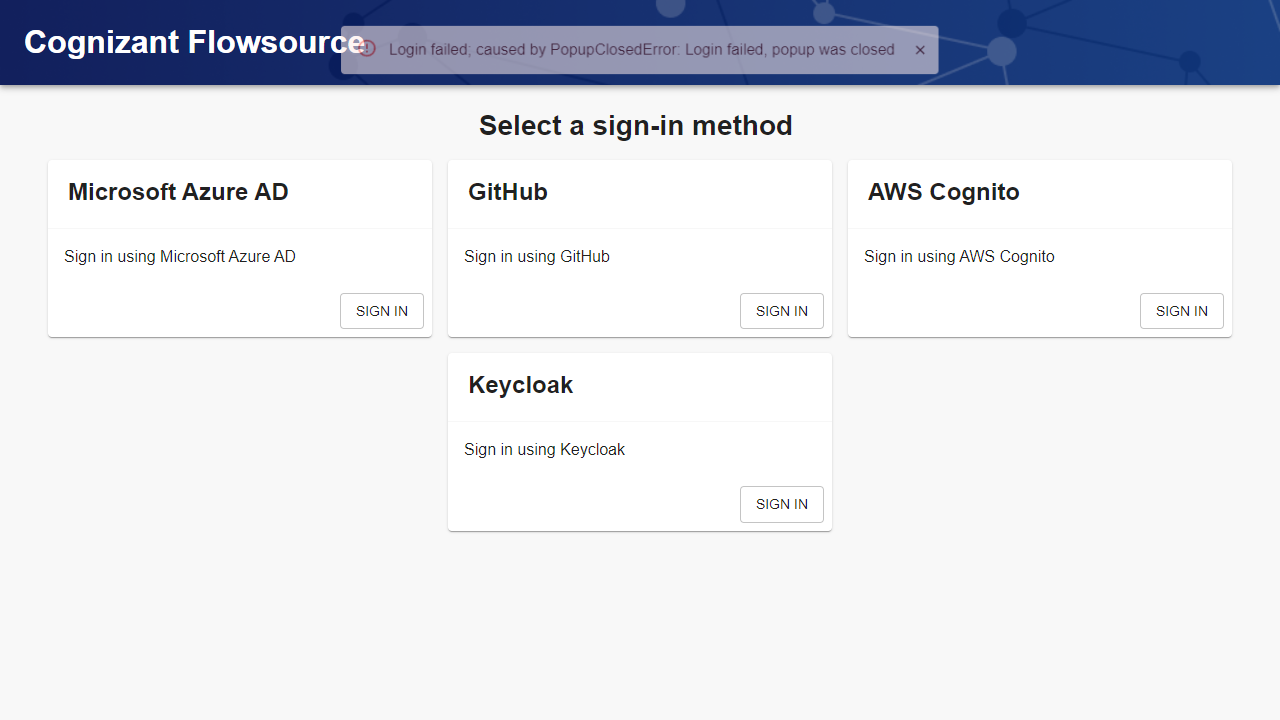 Cognizant Flowsource
Login failed; caused by PopupClosedError: Login failed, popup was closed ×
Select a sign-in method
Microsoft Azure AD
Sign in using Microsoft Azure AD
SIGN IN
GitHub
Sign in using GitHub
SIGN IN
AWS Cognito
Sign in using AWS Cognito
SIGN IN
Keycloak
Sign in using Keycloak
SIGN IN